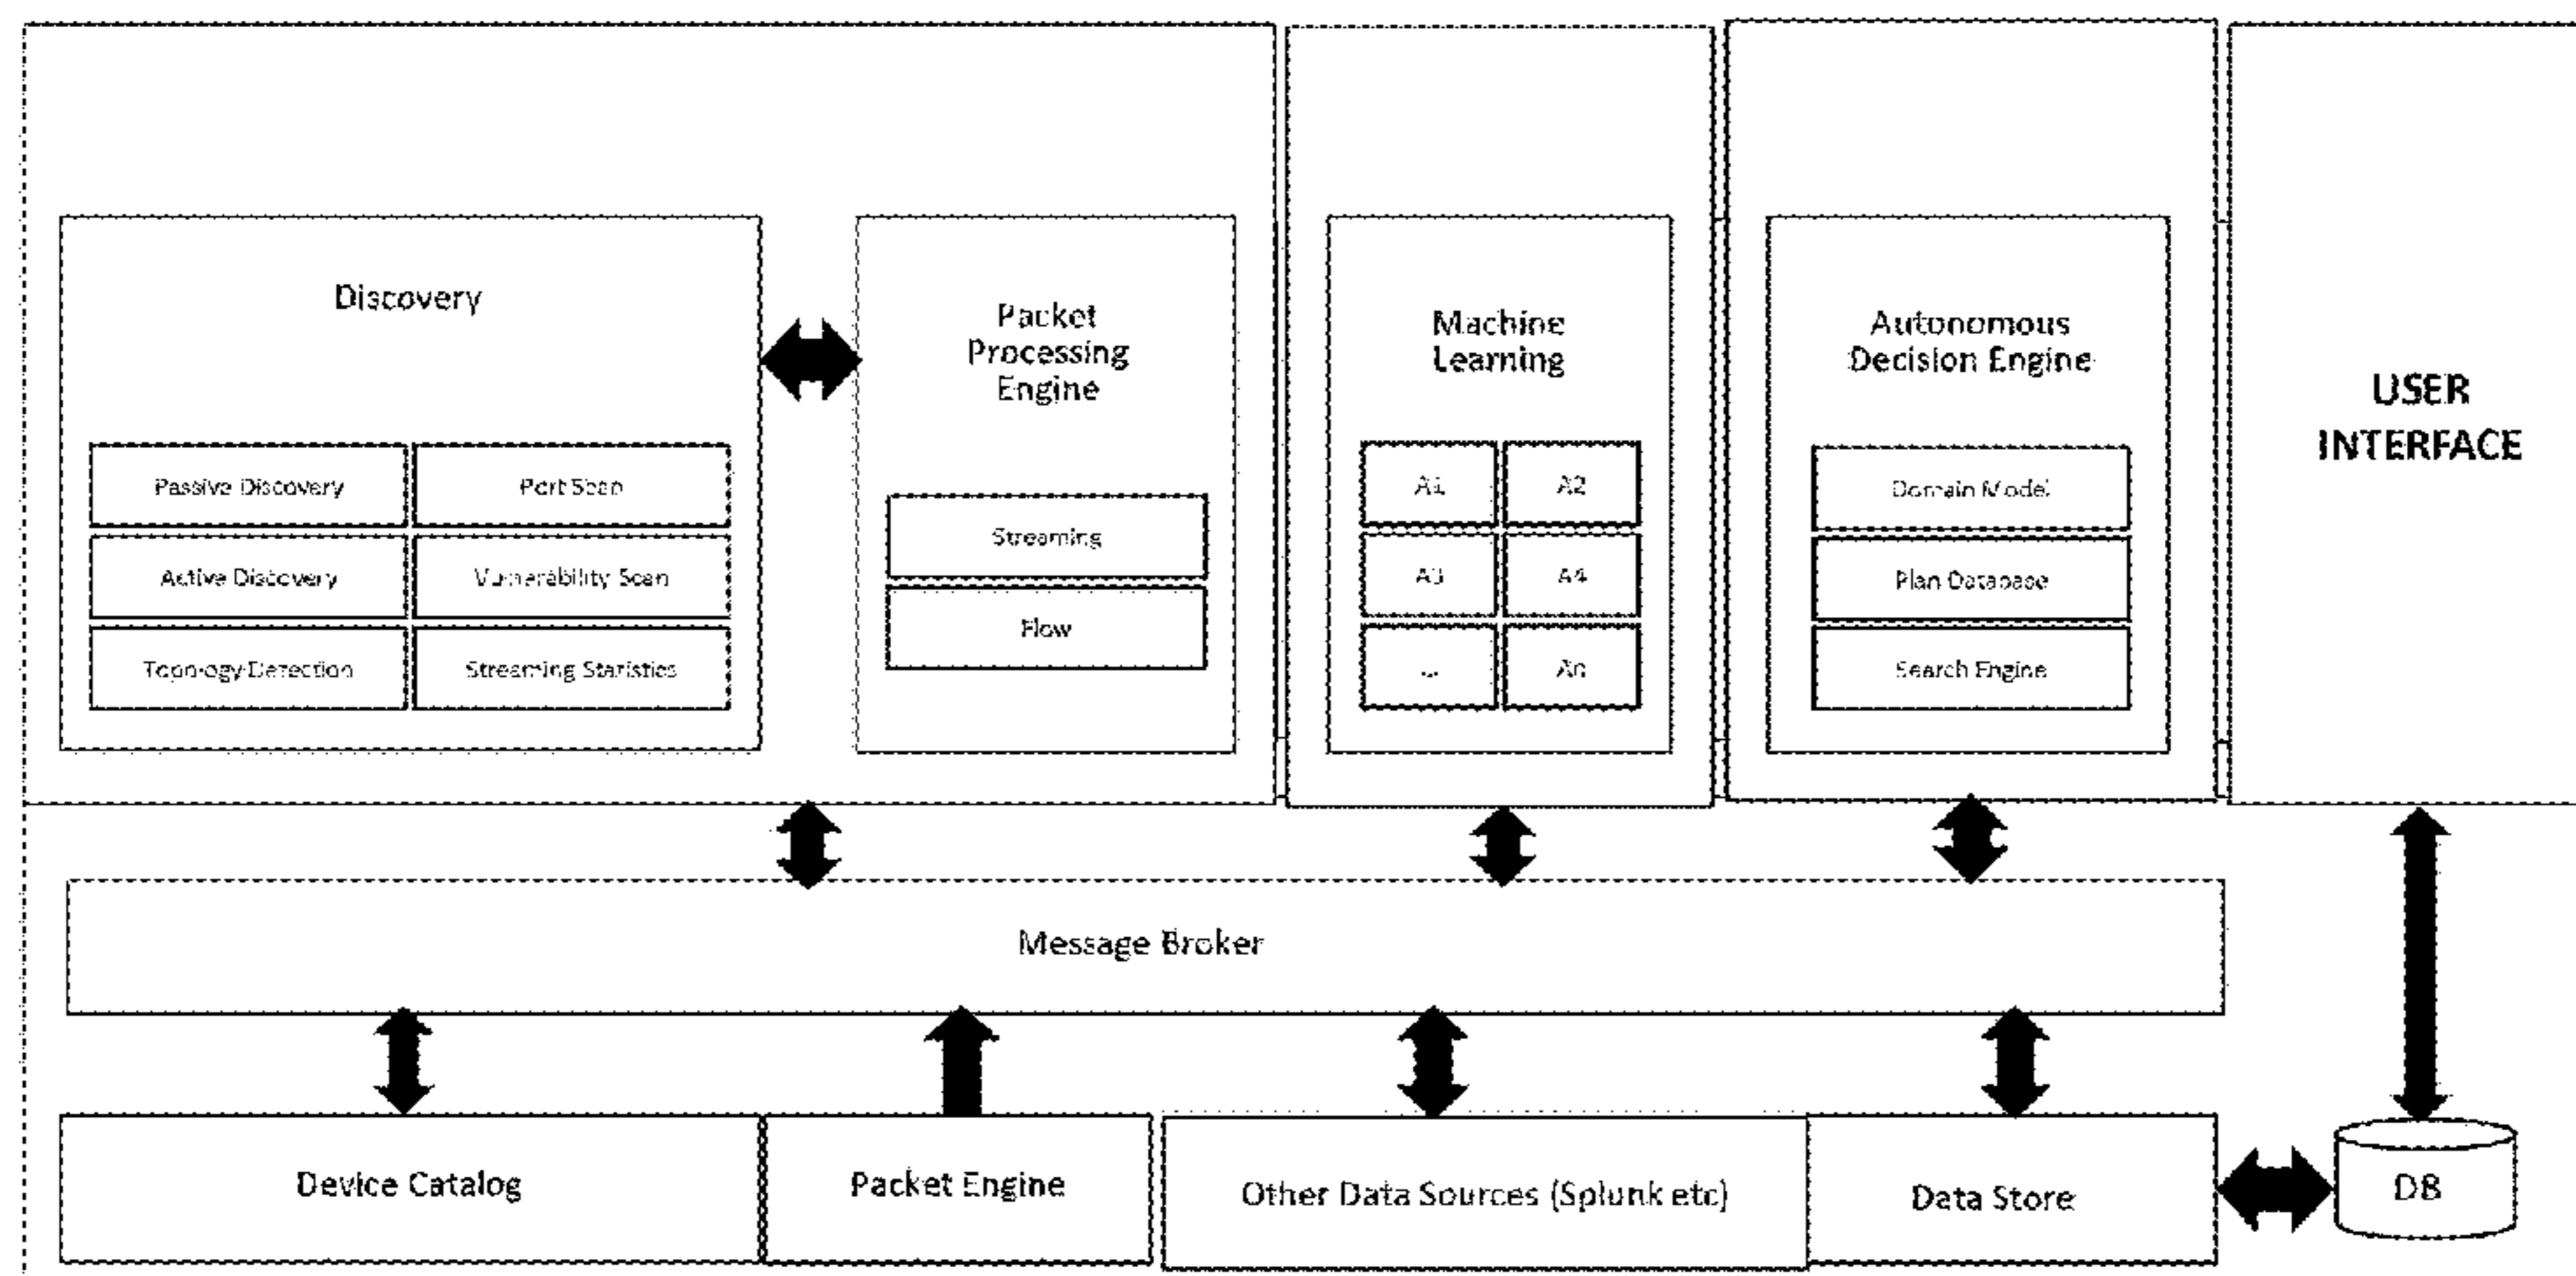 Discovery
Packet
Processing
Engine
Machine
Learning
Autonomous
Decision Engine
USER
INTERFACE
Passive Discovery
Port Scan
Active Discovery
Vulnerability Scan
Topology Detection
Streaming Statistics
Streaming
Flow
A1
A2
A3
A4
...
An
Domain Model
Plan Database
Search Engine
Message Broker
Device Catalog
Packet Engine
Other Data Sources (Splunk etc)
Data Store
DB